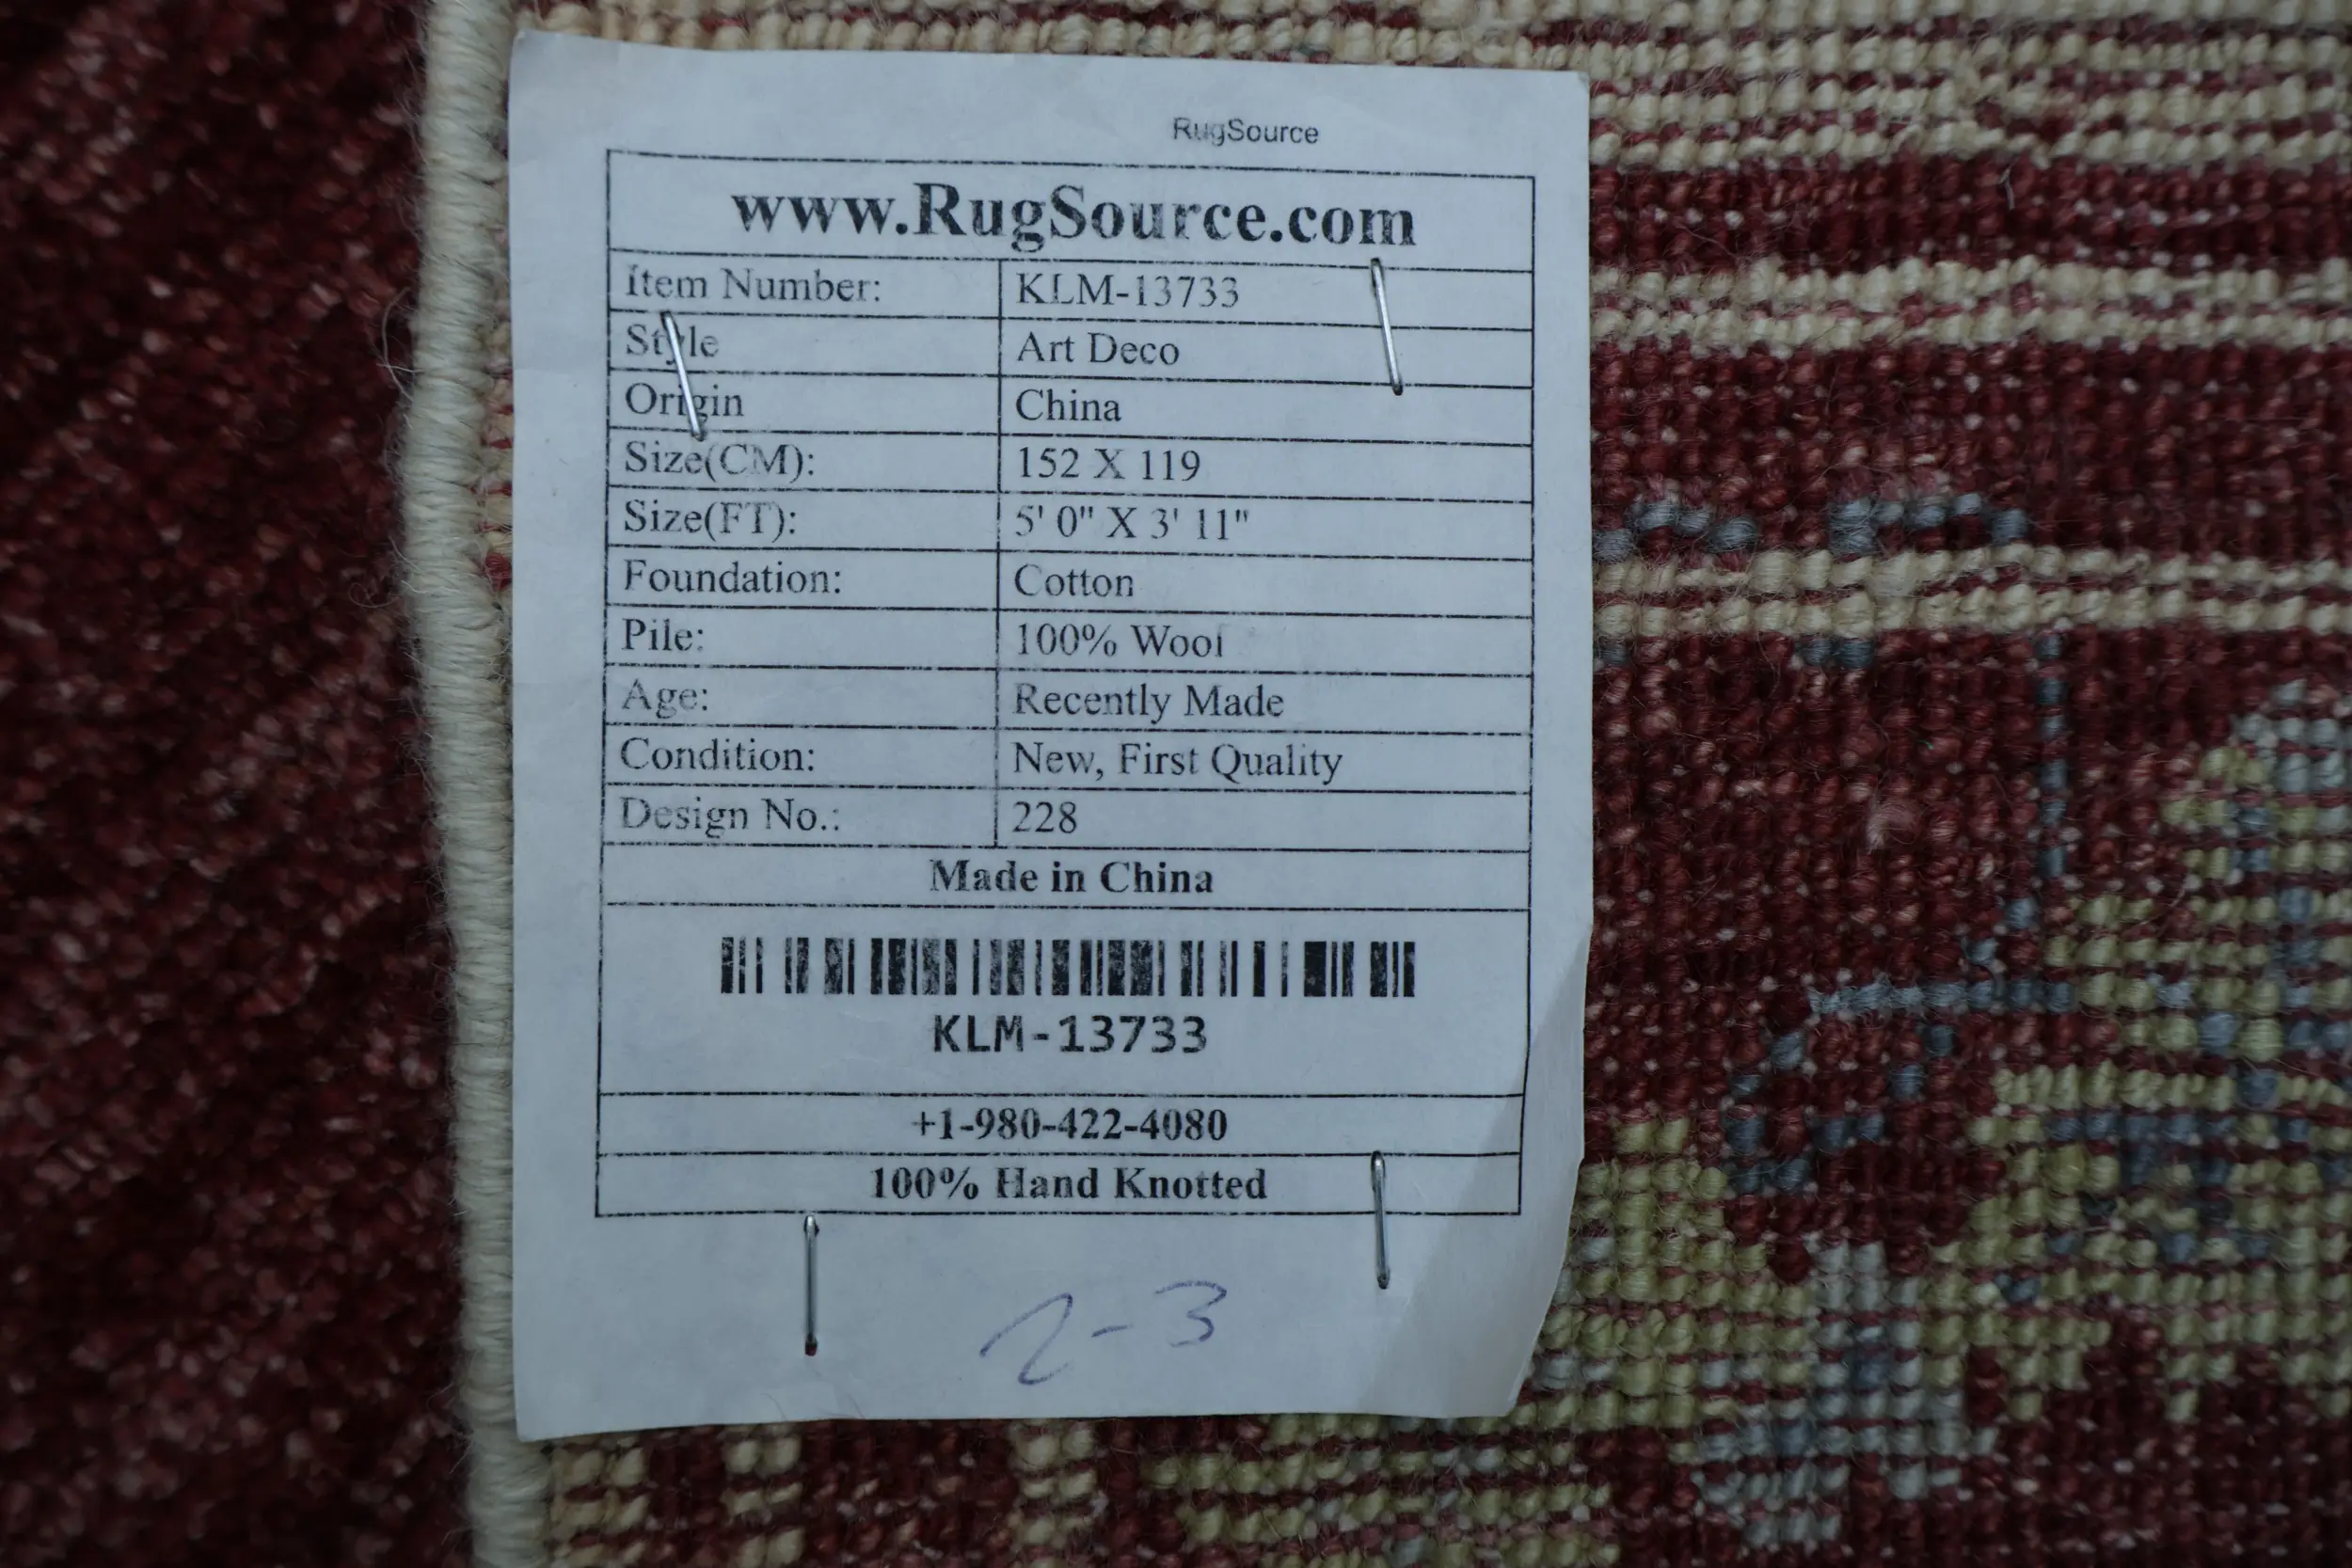 RugSource
www.RugSource.com
Item Number: KLM-13733
Style Art Deco
Origin China
Size(CM): 152 X 119
Size(FT): 5' 0" X 3' 11"
Foundation: Cotton
Pile: 100% Wool
Age: Recently Made
Condition: New, First Quality
Design No.: 228
Made in China
KLM-13733
+1-980-422-4080
100% Hand Knotted